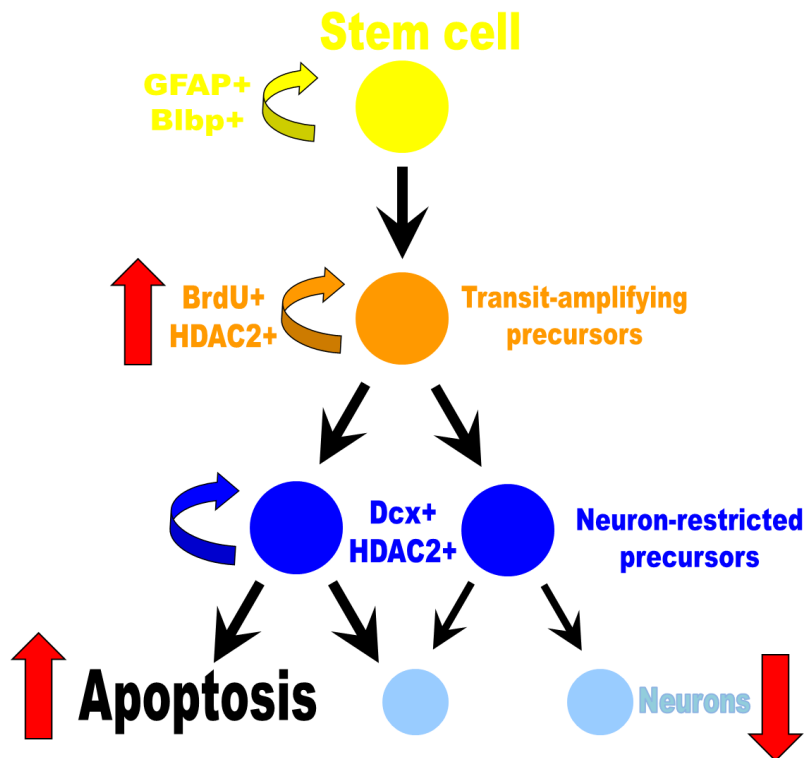 Stem cell
GFAP+
Blbp+
BrdU+
HDAC2+
Transit-amplifying
precursors
Dcx+
HDAC2+
Neuron-restricted
precursors
Apoptosis
Neurons